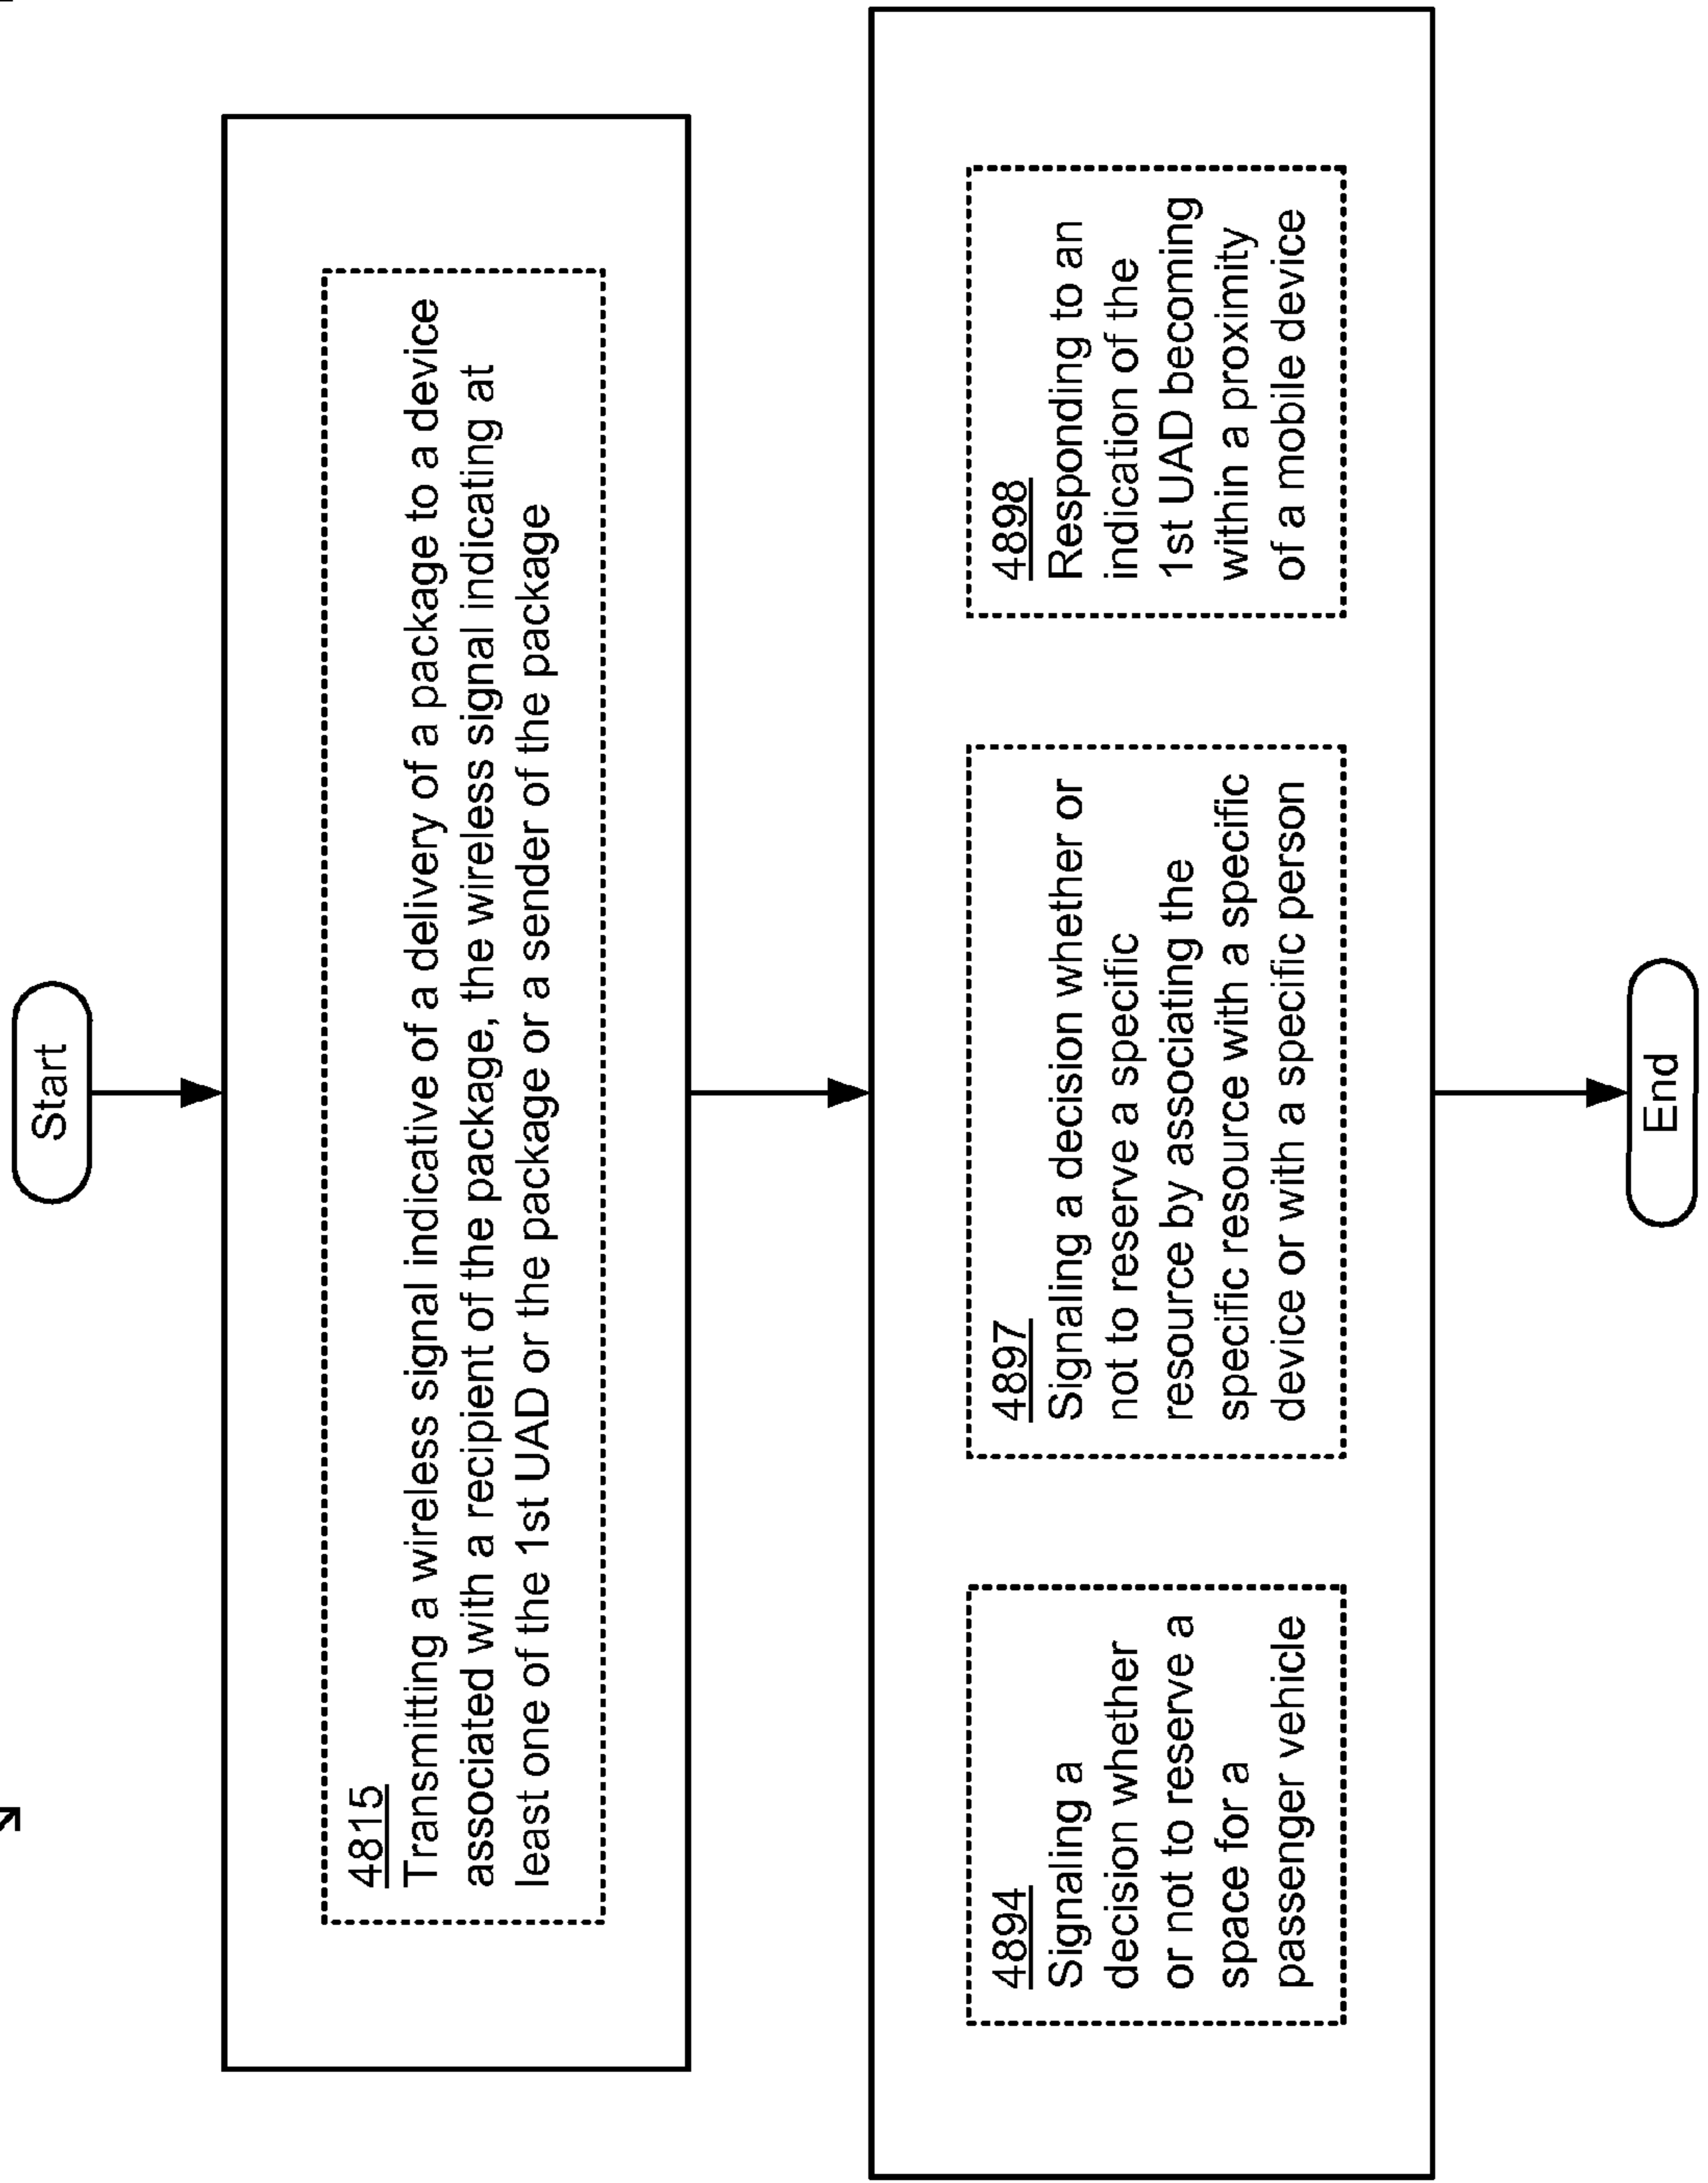 Start
4815
Transmitting a wireless signal indicative of a delivery of a package to a device
associated with a recipient of the package, the wireless signal indicating at
least one of the 1st UAD or the package or a sender of the package
4894
Signaling a
decision whether
or not to reserve a
space for a
passenger vehicle
4897
Signaling a decision whether or
not to reserve a specific
resource by associating the
specific resource with a specific
device or with a specific person
4898
Responding to an
indication of the
1st UAD becoming
within a proximity
of a mobile device
End